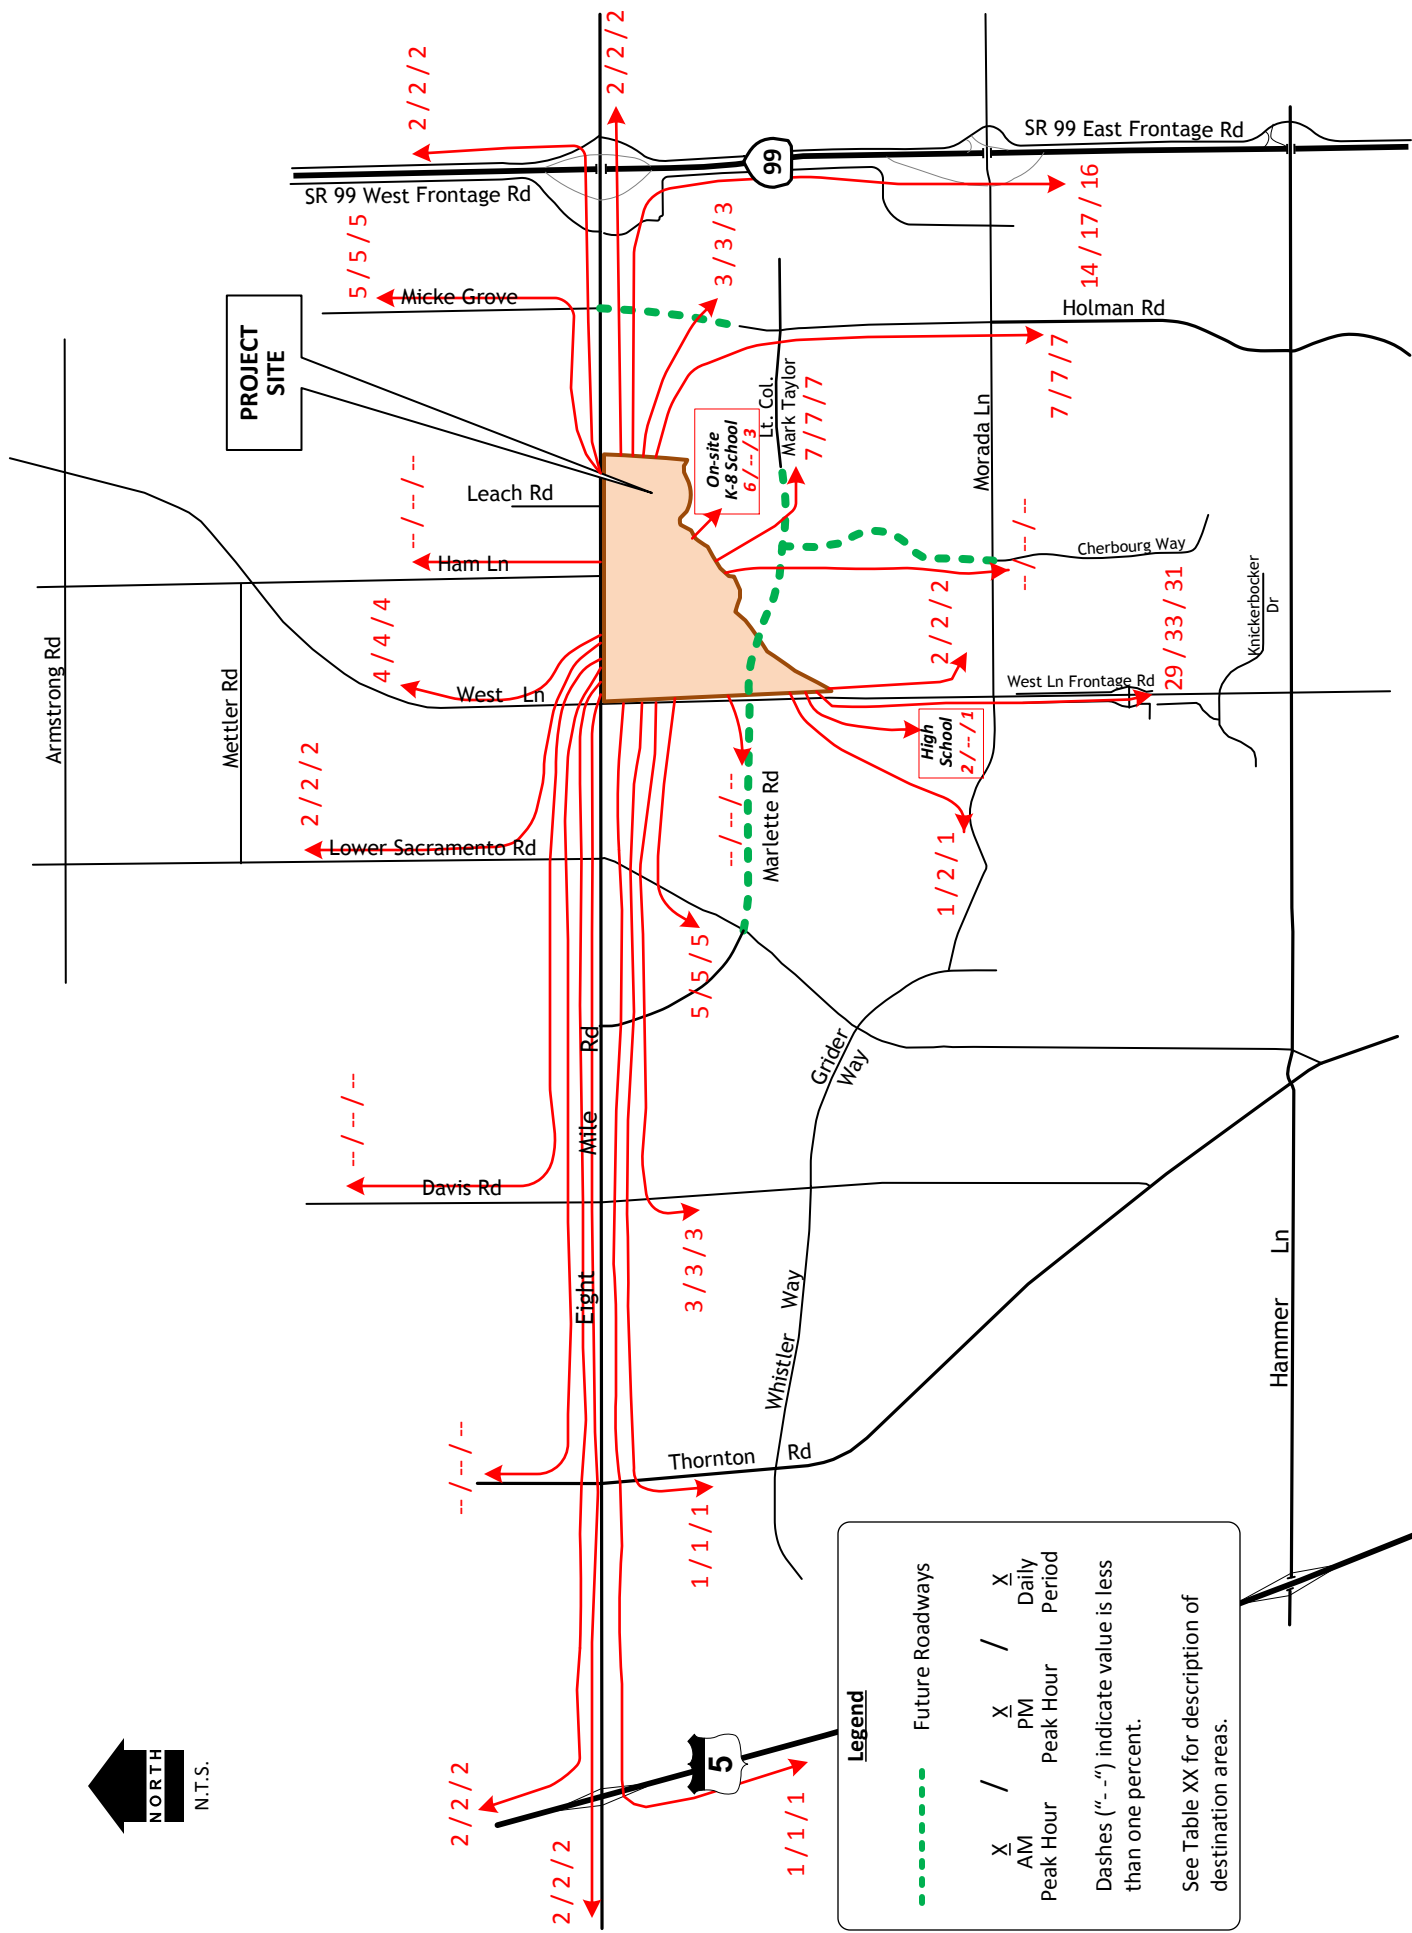 2 / 2 / 2
2 / 2 / 2
SR 99 East Frontage Rd
SR 99 West Frontage Rd
99
14 / 17 / 16
5 / 5 / 5
3 / 3 / 3
Micke Grove
Holman Rd
7 / 7 / 7
PROJECT
SITE
Lt. Col.
Mark Taylor
7 / 7 / 7
Morada Ln
On-site
K-8 School
6 / -- / 3
-- / -- / --
Leach Rd
Ham Ln
-- / -- / --
Cherbourg Way
Knickerbocker
Dr
4 / 4 / 4
West Ln
2 / 2 / 2
West Ln Frontage Rd
29 / 33 / 31
Armstrong Rd
Mettler Rd
High
School
2 / -- / 1
2 / 2 / 2
Lower Sacramento Rd
-- / -- / --
Marlette Rd
1 / 2 / 1
5 / 5 / 5
Grider
Way
-- / -- / --
Davis Rd
3 / 3 / 3
Eight Mile Rd
Whistler Way
Hammer Ln
-- / -- / --
Thornton Rd
1 / 1 / 1
2 / 2 / 2
5
2 / 2 / 2
1 / 1 / 1
NORTH
N.T.S.
Legend
Future Roadways
X / X / X
AM PM Daily
Peak Hour Peak Hour Period
Dashes (“- -“) indicate value is less
than one percent.
See Table XX for description of
destination areas.